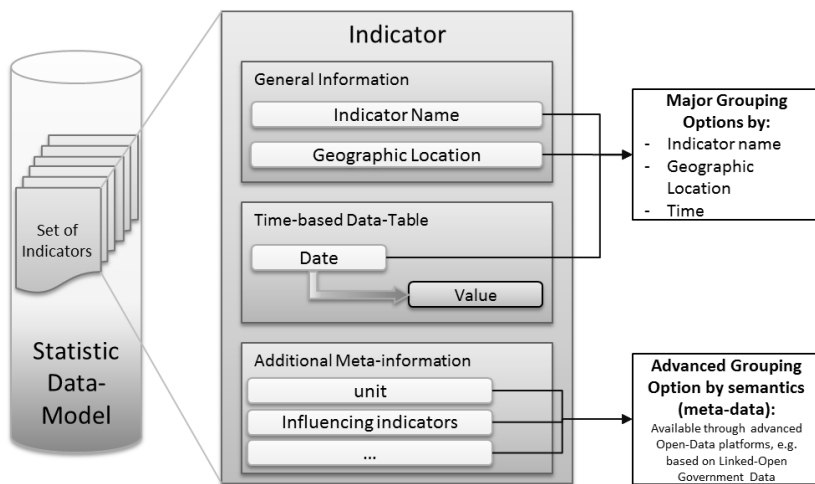 Set of
Indicators
Statistic
Data-
Model
Indicator
General Information
Indicator Name
Geographic Location
Time-based Data-Table
Date
Value
Additional Meta-information
unit
Influencing indicators
...
Major Grouping
Options by:
- Indicator name
- Geographic
Location
- Time
Advanced Grouping
Option by semantics
(meta-data):
Available through advanced
Open-Data platforms, e.g.
based on Linked-Open
Government Data